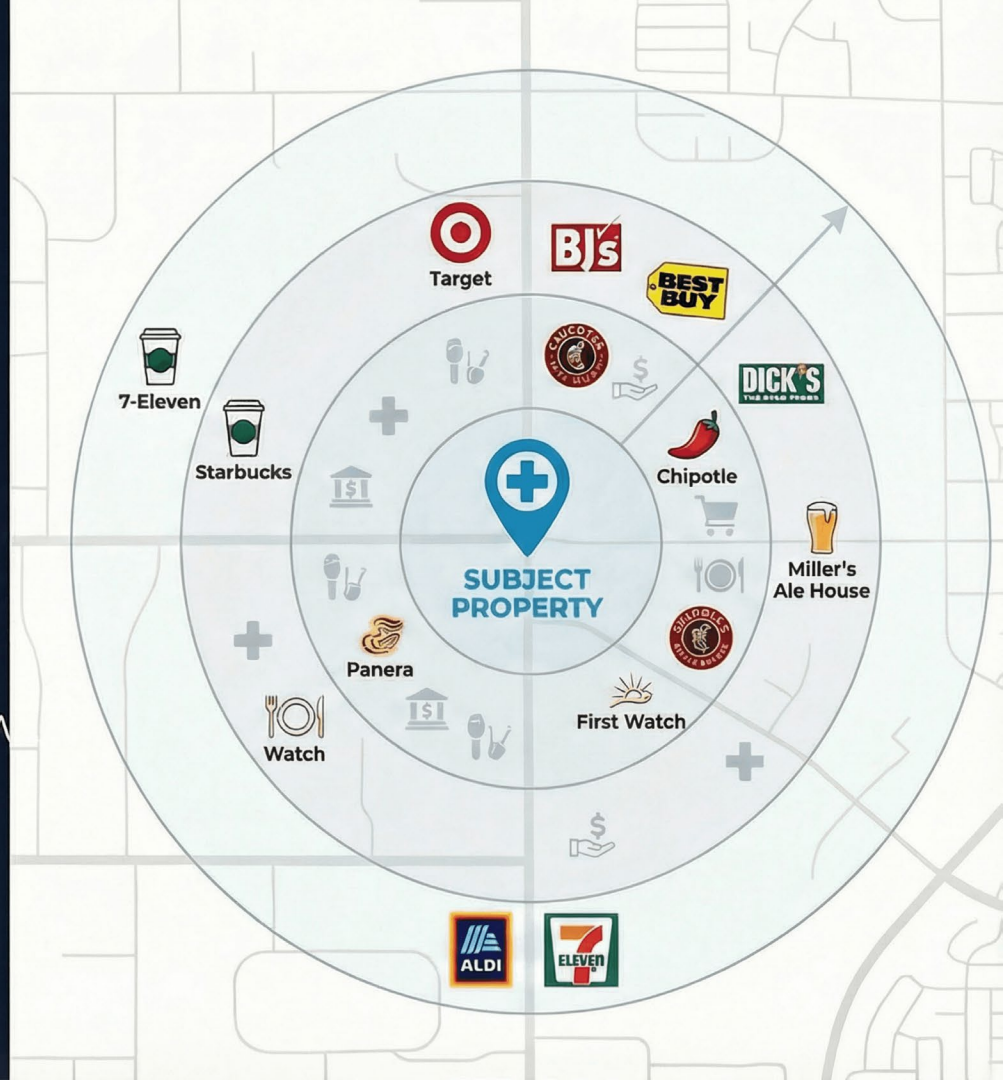 Target
BJ's
BEST
BUY
DICK'S
7-Eleven
Starbucks
Chipotle
$
$
SUBJECT
PROPERTY
Miller's
Ale House
Panera
First Watch
$
Watch
$
ALDI
7
ELEVEN